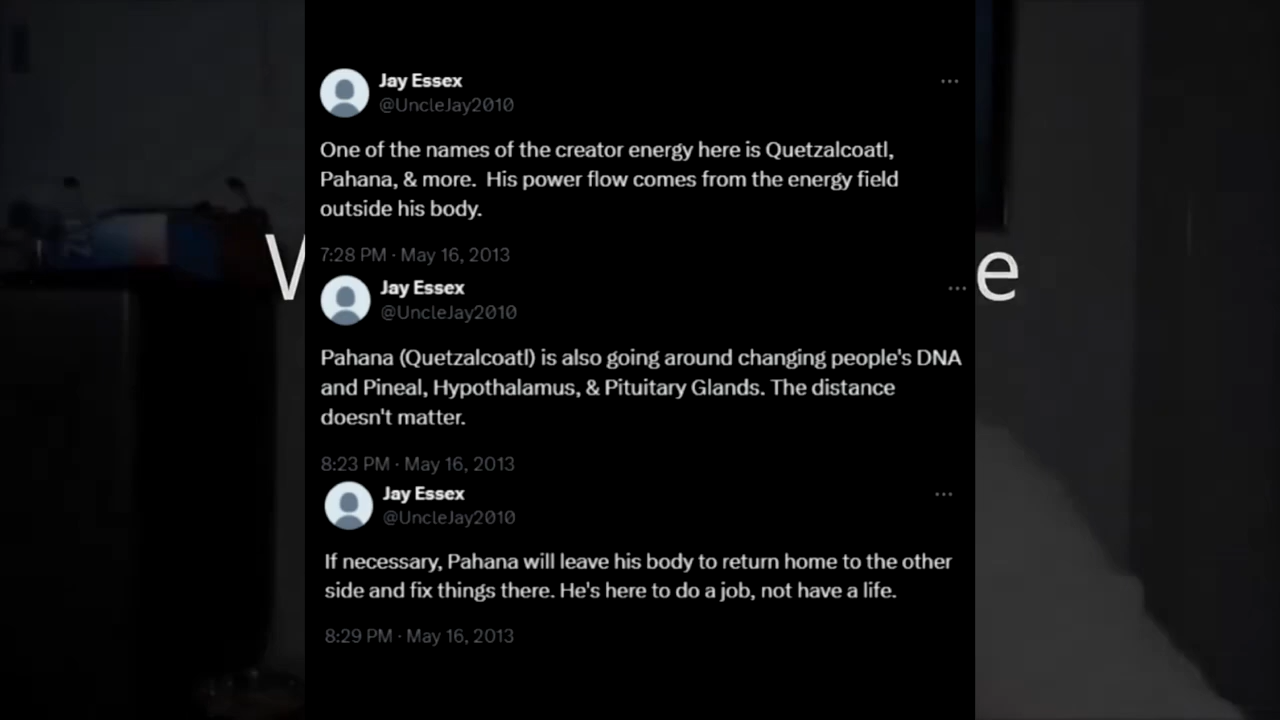 Jay Essex
@UncleJay2010
One of the names of the creator energy here is Quetzalcoatl,
Pahana, & more. His power flow comes from the energy field
outside his body.
7:28 PM · May 16, 2013
Jay Essex
@UncleJay2010
Pahana (Quetzalcoatl) is also going around changing people's DNA
and Pineal, Hypothalamus, & Pituitary Glands. The distance
doesn't matter.
8:23 PM · May 16, 2013
Jay Essex
@UncleJay2010
If necessary, Pahana will leave his body to return home to the other
side and fix things there. He's here to do a job, not have a life.
8:29 PM · May 16, 2013